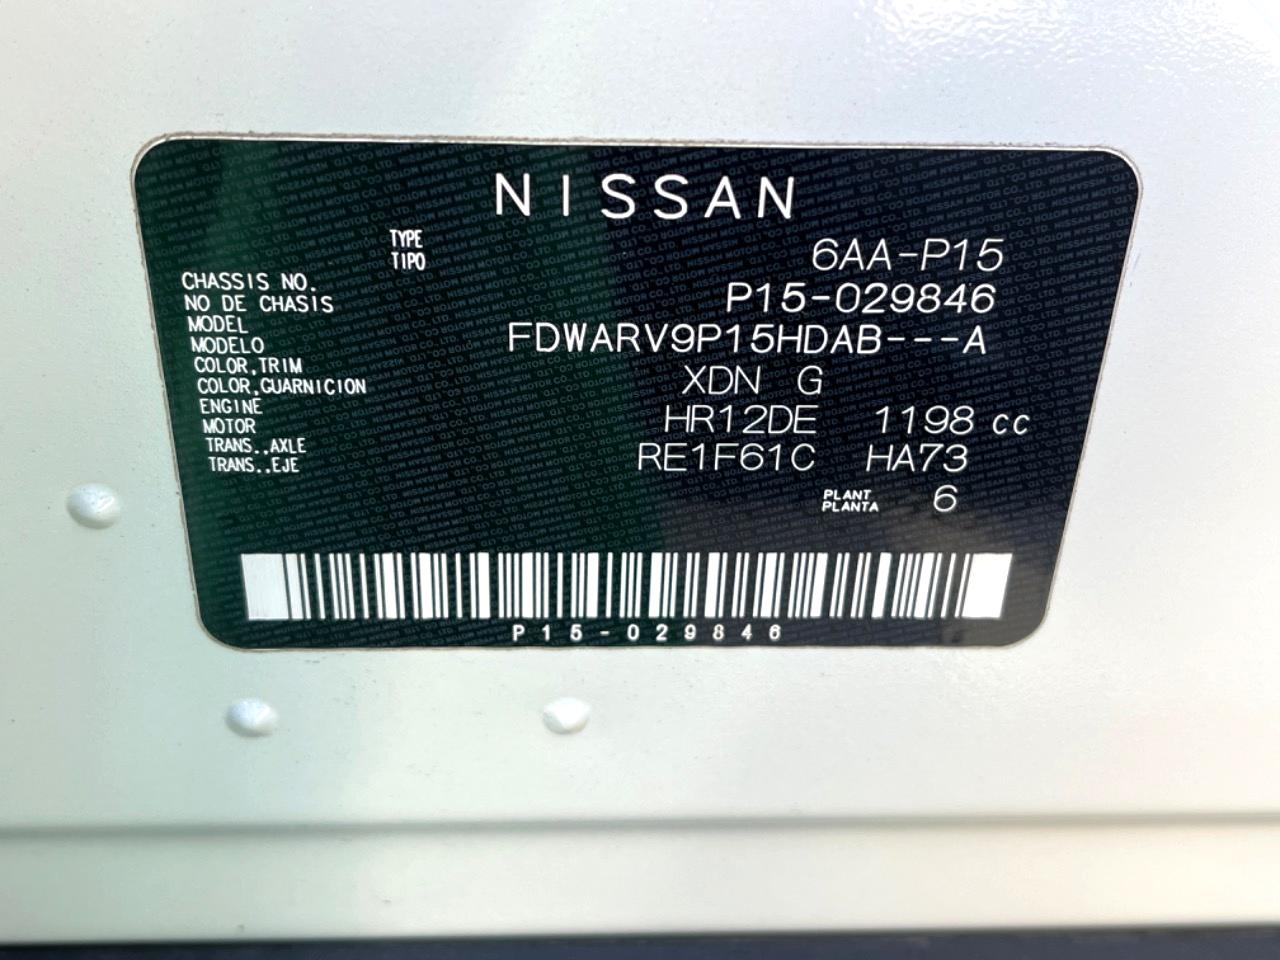 NISSAN
TYPE
TIPO 6AA-P15
CHASSIS NO.
NO DE CHASIS P15-029846
MODEL
MODELO FDWARV9P15HDAB---A
COLOR,TRIM
COLOR,GUARNICION XDN G
ENGINE
MOTOR HR12DE 1198 cc
TRANS.,AXLE
TRANS.,EJE RE1F61C HA73
PLANT
PLANTA 6
P15-029846